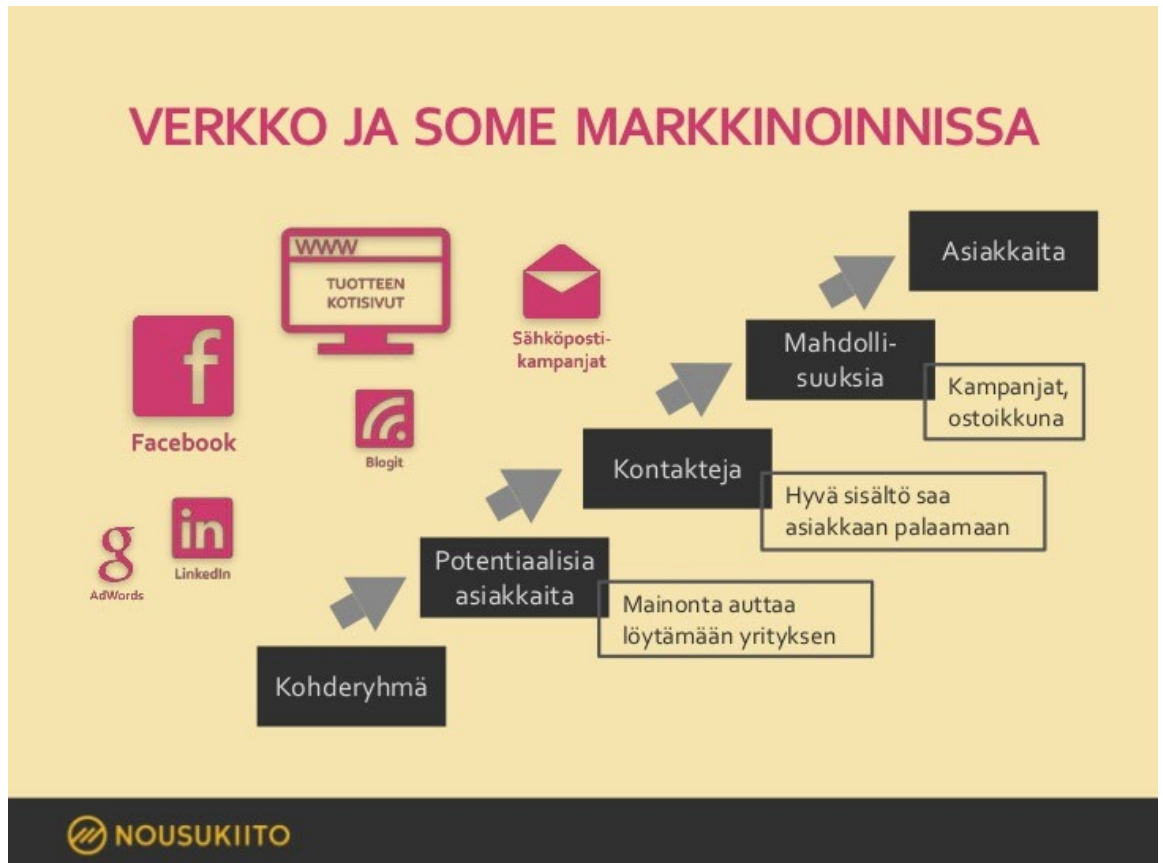 VERKKO JA SOME MARKKINOINNISSA
WWW
TUOTTEEN
KOTISIVUT
Sähköposti-
kampanjat
f
Facebook
Blogit
in
LinkedIn
g
AdWords
Asiakkaita
Mahdolli-
suuksia
Kampanjat,
ostoikkuna
Kontakteja
Hyvä sisältö saa
asiakkaan palaamaan
Potentiaalisia
asiakkaita
Mainonta auttaa
löytämään yrityksen
Kohderyhmä
NOUSUKIITO